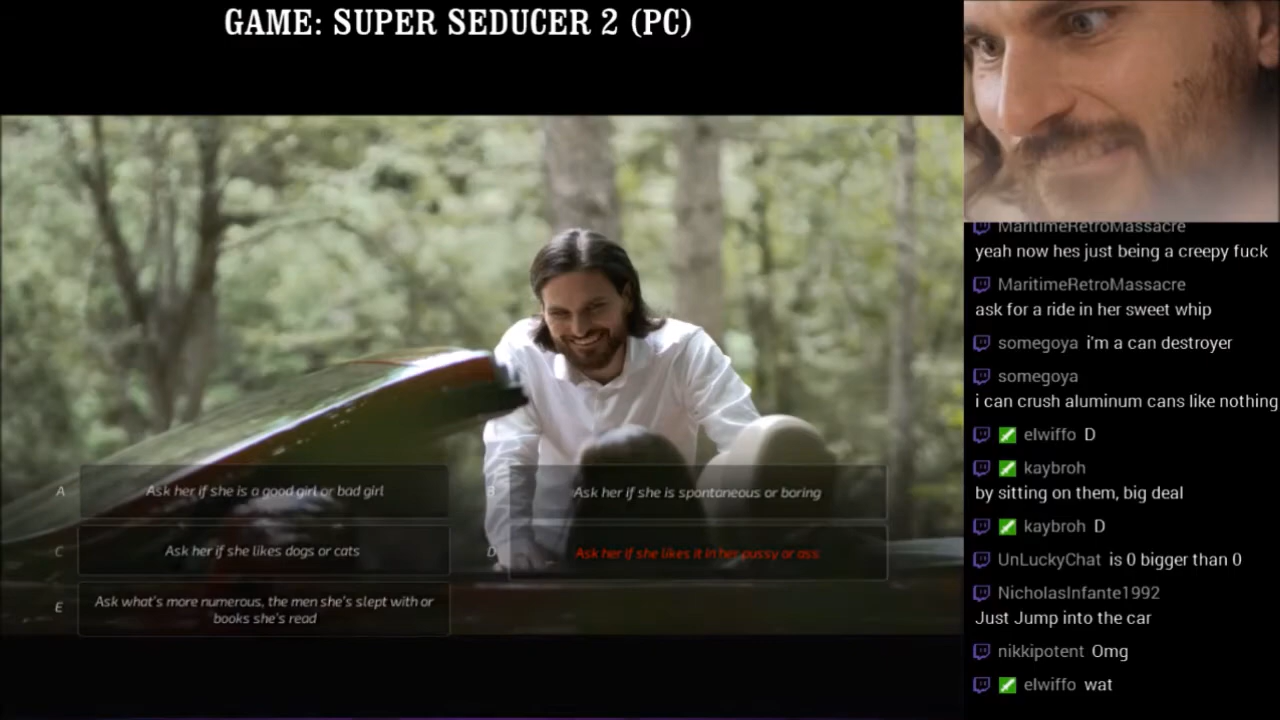 GAME: SUPER SEDUCER 2 (PC)
A Ask her if she is a good girl or bad girl
B Ask her if she is spontaneous or boring
C Ask her if she likes dogs or cats
D Ask her if she likes it in her pussy or ass
E Ask what's more numerous, the men she's slept with or
books she's read
MaritimeRetroMassacre
yeah now hes just being a creepy fuck
MaritimeRetroMassacre
ask for a ride in her sweet whip
somegoya i'm a can destroyer
somegoya
i can crush aluminum cans like nothing
elwiffo D
kaybroh
by sitting on them, big deal
kaybroh D
UnLuckyChat is 0 bigger than 0
NicholasInfante1992
Just Jump into the car
nikkipotent Omg
elwiffo wat